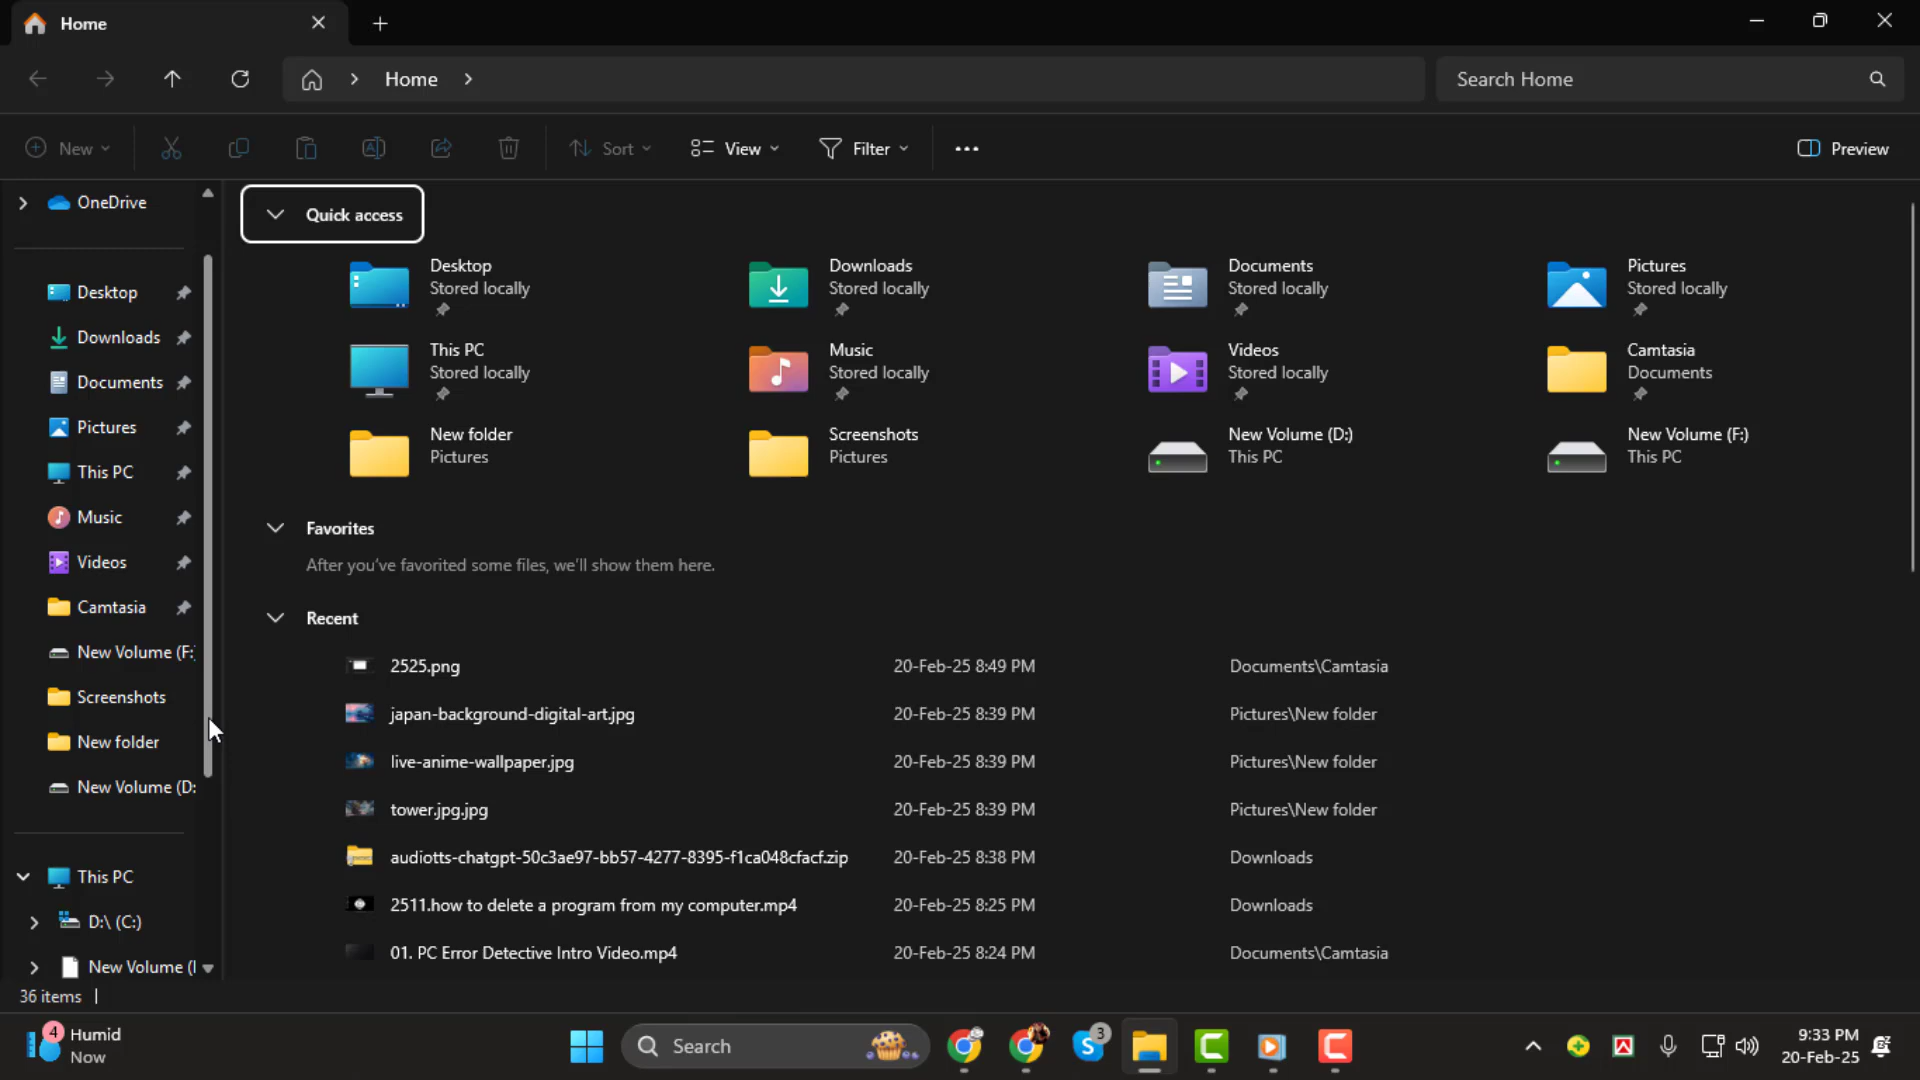 Home
Home
Search Home
New
Sort
View
Filter
Preview
OneDrive
Desktop
Downloads
Documents
Pictures
This PC
Music
Videos
Camtasia
New Volume (F:
Screenshots
New folder
New Volume (D:
This PC
D:\ (C:)
New Volume (
36 items
Quick access
Desktop
Stored locally
Downloads
Stored locally
Documents
Stored locally
Pictures
Stored locally
This PC
Stored locally
Music
Stored locally
Videos
Stored locally
Camtasia
Documents
New folder
Pictures
Screenshots
Pictures
New Volume (D:)
This PC
New Volume (F:)
This PC
Favorites
After you've favorited some files, we'll show them here.
Recent
2525.png 20-Feb-25 8:49 PM Documents\Camtasia
japan-background-digital-art.jpg 20-Feb-25 8:39 PM Pictures\New folder
live-anime-wallpaper.jpg 20-Feb-25 8:39 PM Pictures\New folder
tower.jpg.jpg 20-Feb-25 8:39 PM Pictures\New folder
audiotts-chatgpt-50c3ae97-bb57-4277-8395-f1ca048cfacf.zip 20-Feb-25 8:38 PM Downloads
2511.how to delete a program from my computer.mp4 20-Feb-25 8:25 PM Downloads
01. PC Error Detective Intro Video.mp4 20-Feb-25 8:24 PM Documents\Camtasia
4
Humid
Now
Search
3
9:33 PM
20-Feb-25